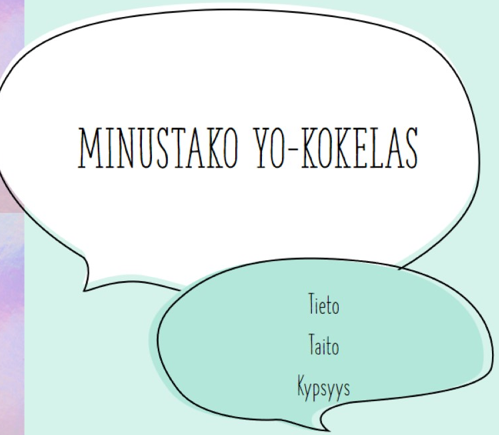 MINUSTAKO YO-KOKELAS
Tieto
Taito
Kypsyys